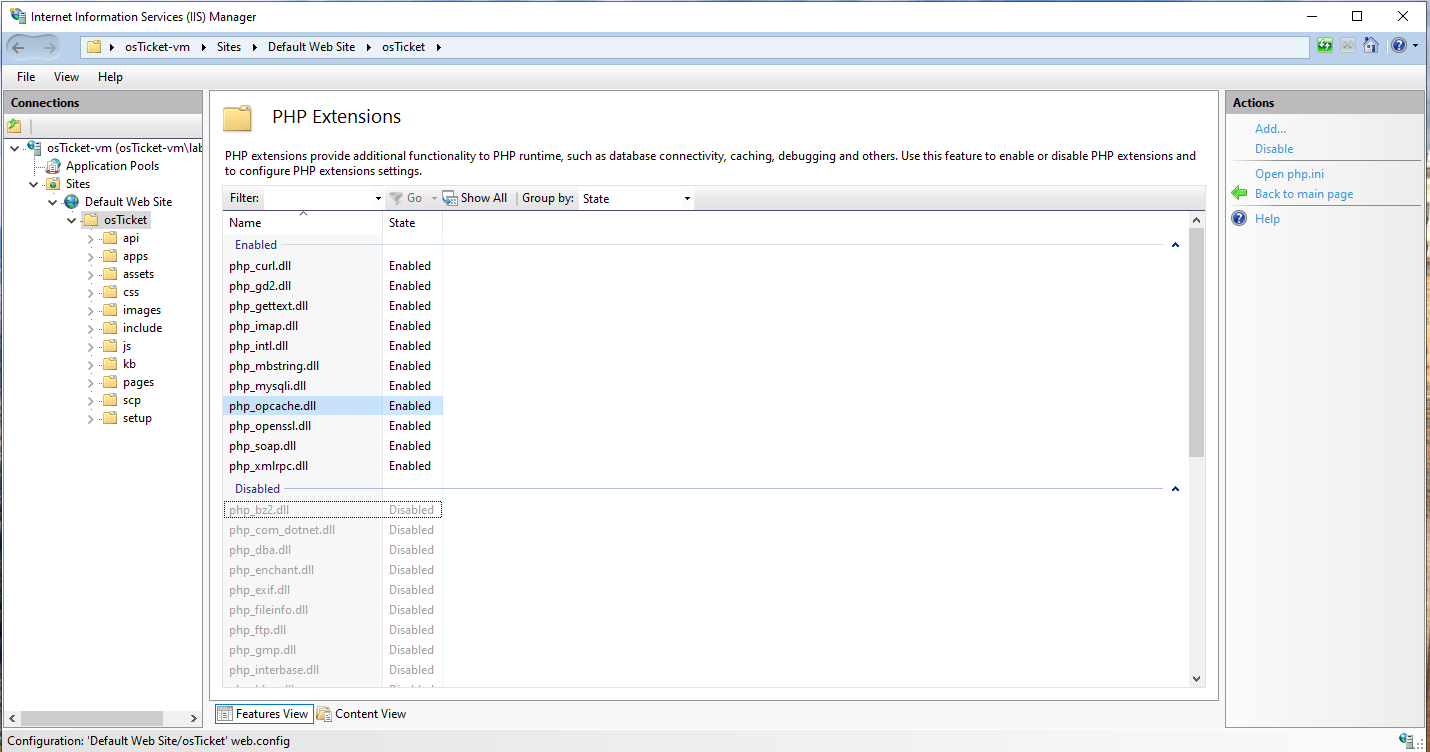 Internet Information Services (IIS) Manager
osTicket-vm Sites Default Web Site osTicket
File View Help
Connections
osTicket-vm (osTicket-vm\lab
Application Pools
Sites
Default Web Site
osTicket
api
apps
assets
css
images
include
js
kb
pages
scp
setup
PHP Extensions
PHP extensions provide additional functionality to PHP runtime, such as database connectivity, caching, debugging and others. Use this feature to enable or disable PHP extensions and
to configure PHP extensions settings.
Filter: Go Show All Group by: State
Name State
Enabled
php_curl.dll Enabled
php_gd2.dll Enabled
php_gettext.dll Enabled
php_imap.dll Enabled
php_intl.dll Enabled
php_mbstring.dll Enabled
php_mysqli.dll Enabled
php_opcache.dll Enabled
php_openssl.dll Enabled
php_soap.dll Enabled
php_xmlrpc.dll Enabled
Disabled
php_bz2.dll Disabled
php_com_dotnet.dll Disabled
php_dba.dll Disabled
php_enchant.dll Disabled
php_exif.dll Disabled
php_fileinfo.dll Disabled
php_ftp.dll Disabled
php_gmp.dll Disabled
php_interbase.dll Disabled
Features View Content View
Actions
Add...
Disable
Open php.ini
Back to main page
Help
Configuration: 'Default Web Site/osTicket' web.config